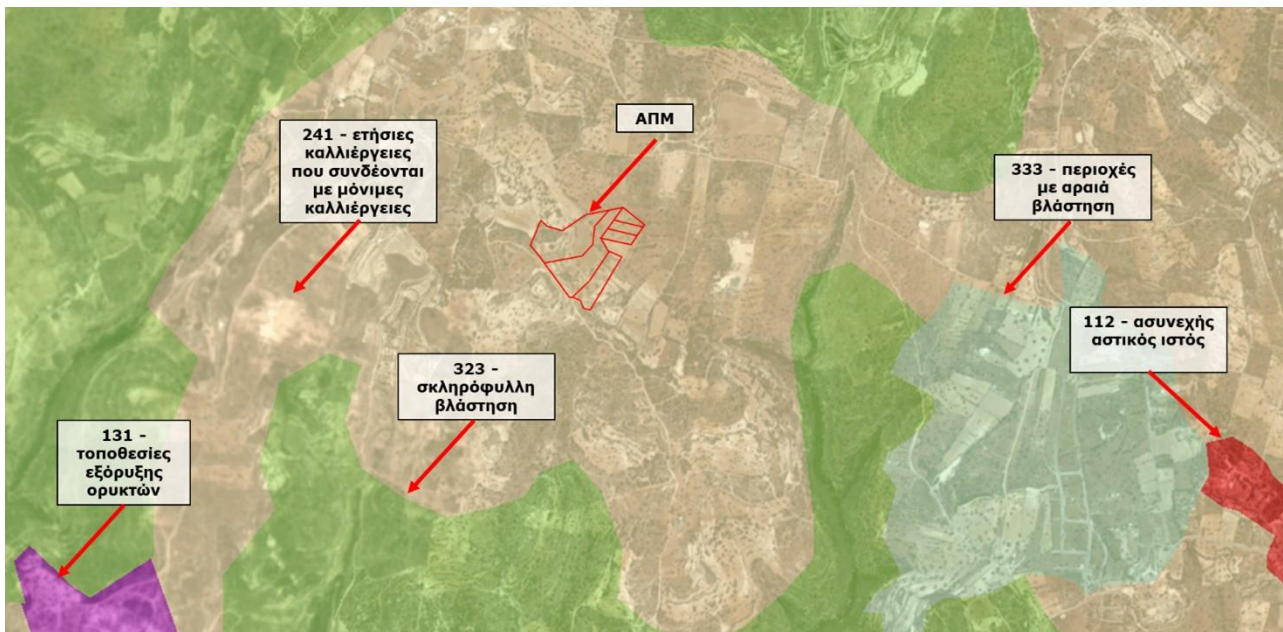 ΑΠΜ
241 - ετήσιες
καλλιέργειες
που συνδέονται
με μόνιμες
καλλιέργειες
333 - περιοχές
με αραιά
βλάστηση
112 - ασυνεχής
αστικός ιστός
323 -
σκληρόφυλλη
βλάστηση
131 -
τοποθεσίες
εξόρυξης
ορυκτών